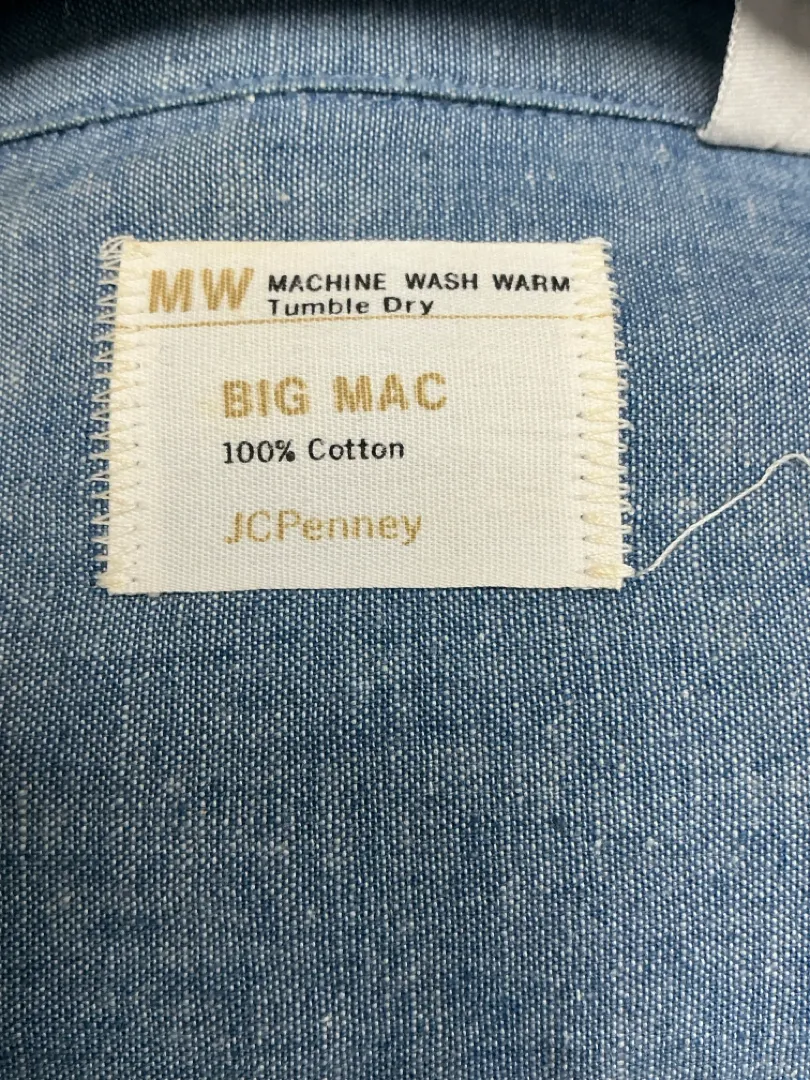 MW MACHINE WASH WARM
Tumble Dry
BIG MAC
100% Cotton
JCPenney